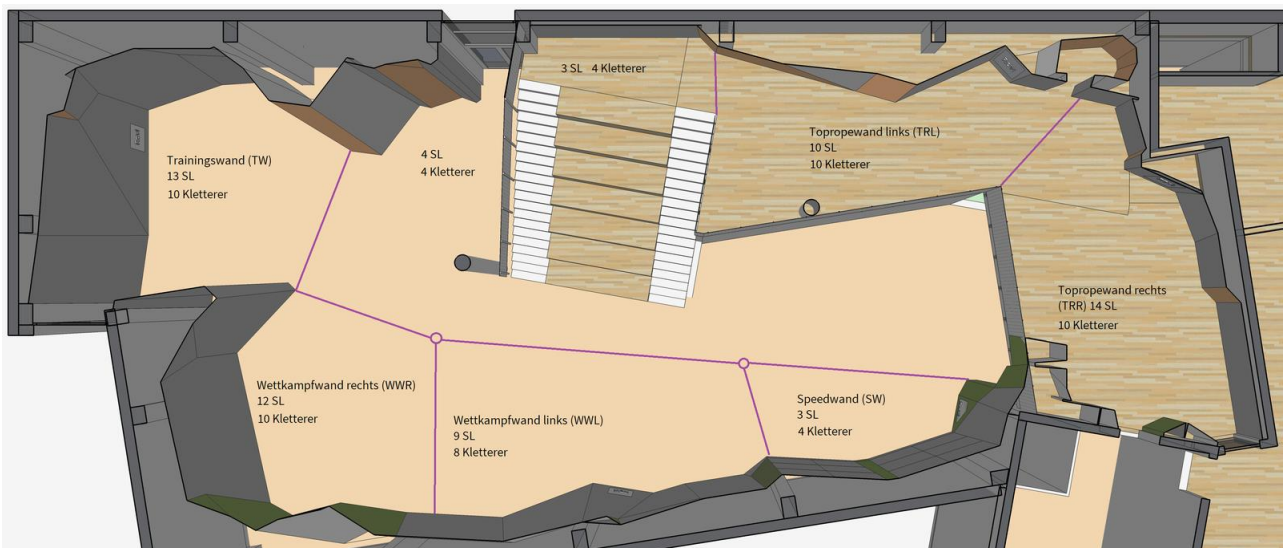 3 SL 4 Kletterer
Trainingswand (TW)
13 SL
10 Kletterer
4 SL
4 Kletterer
Topropewand links (TRL)
10 SL
10 Kletterer
Topropewand rechts
(TRR) 14 SL
10 Kletterer
Wettkampfwand rechts (WWR)
12 SL
10 Kletterer
Wettkampfwand links (WWL)
9 SL
8 Kletterer
Speedwand (SW)
3 SL
4 Kletterer